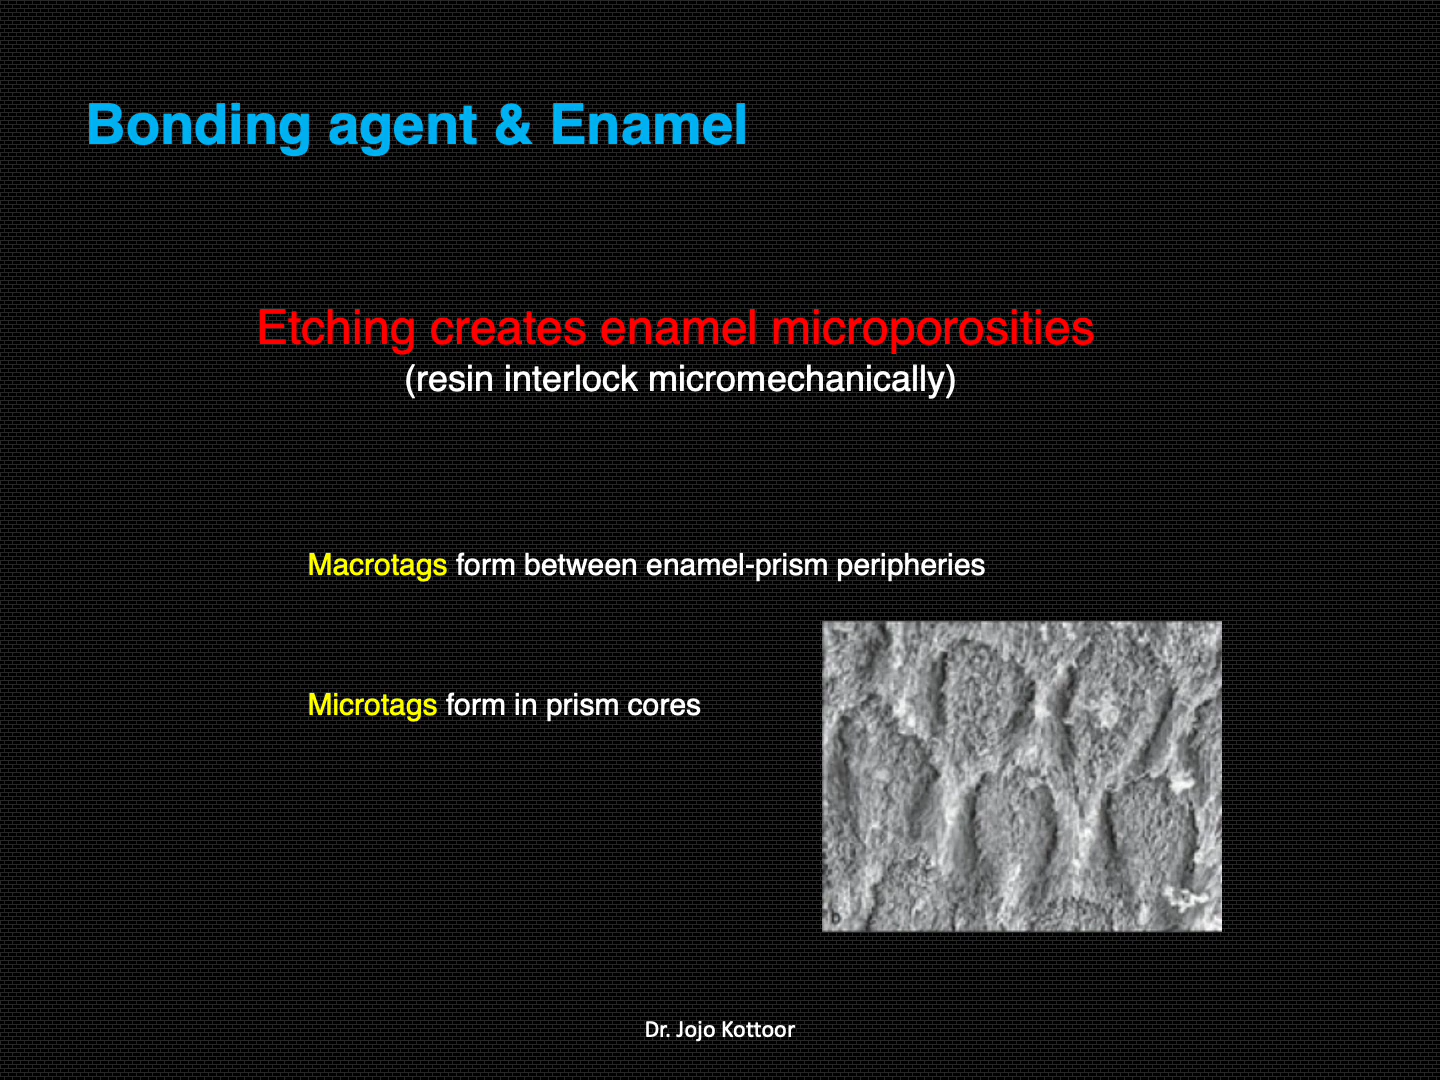 Bonding agent & Enamel
Etching creates enamel microporosities
(resin interlock micromechanically)
Macrotags form between enamel-prism peripheries
Microtags form in prism cores
b
Dr. Jojo Kottoor